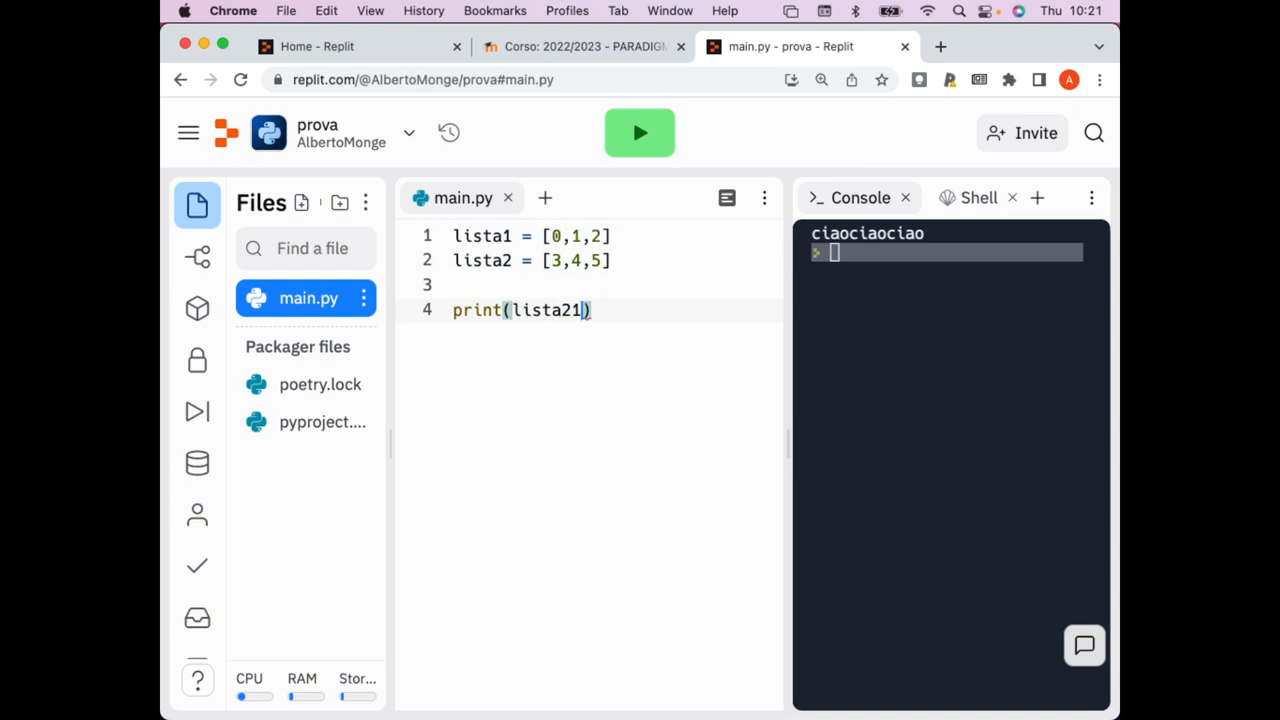 Chrome File Edit View History Bookmarks Profiles Tab Window Help Thu 10:21
Home - Replit
Corso: 2022/2023 - PARADIGM
main.py - prova - Replit
replit.com/@AlbertoMonge/prova#main.py
A
prova
AlbertoMonge
Invite
Files
Find a file
main.py
Packager files
poetry.lock
pyproject....
CPU RAM Stor...
?
main.py
1 lista1 = [0,1,2]
2 lista2 = [3,4,5]
3
4 print(lista21)
>_ Console
Shell
ciaociaociao
>